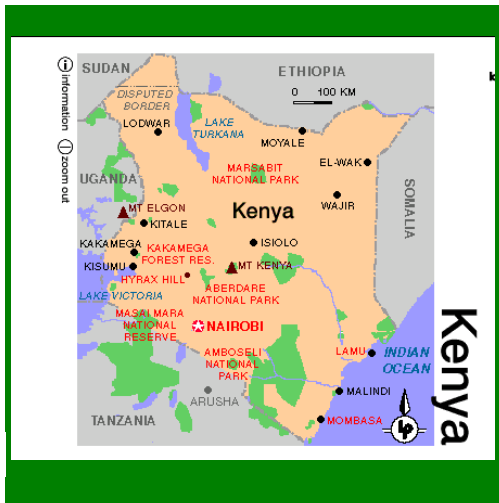 SUDAN
ETHIOPIA
information
zoom out
k
DISPUTED
BORDER
0 100 KM
LODWAR
LAKE
TURKANA
MOYALE
EL-WAK
MARSABIT
NATIONAL PARK
UGANDA
MT ELGON
Kenya
WAJIR
SOMALIA
KITALE
KAKAMEGA
KAKAMEGA
FOREST RES.
ISIOLO
KISUMU
MT KENYA
HYRAX HILL
ABERDARE
NATIONAL PARK
LAKE VICTORIA
MASAI MARA
NATIONAL
RESERVE
NAIROBI
AMBOSELI
NATIONAL
PARK
LAMU
INDIAN
OCEAN
ARUSHA
MALINDI
TANZANIA
MOMBASA
lp
Kenya